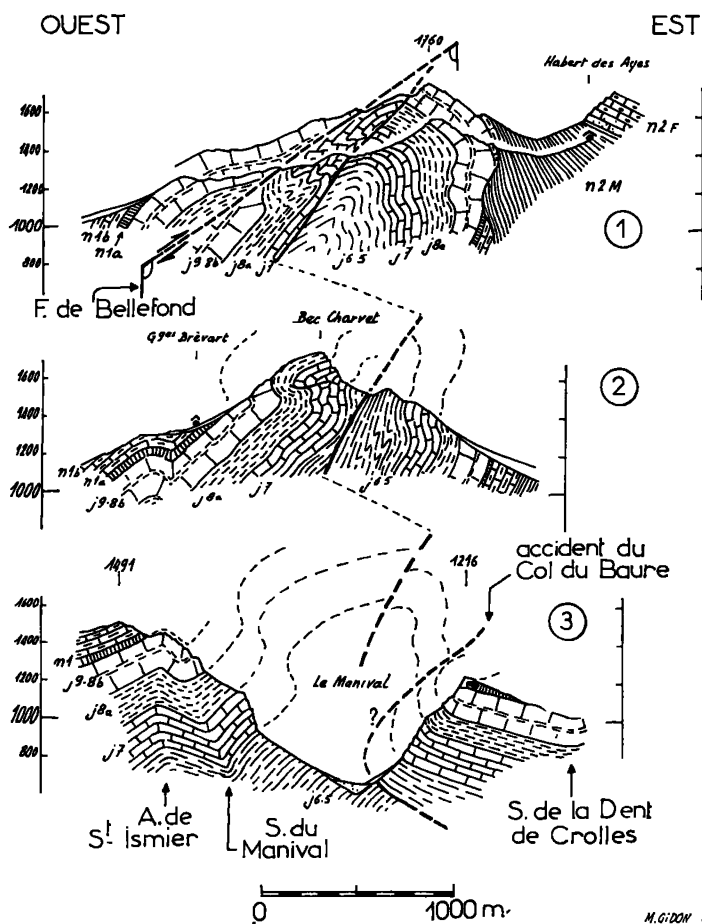 OUEST
EST
1760
Habert des Ayes
1600
1400
1200
1000
800
n2F
n2M
n1b
n1a
j9-8b
j8a
j7
j6 5
j7
j8a
1
F. de Bellefond
Gges Brévart
Bec Charvet
1600
1400
1200
1000
2
n1b
n1a
j9-8b
j8a
j7
j6 5
accident du
Col du Baure
1491
1216
1600
1400
1200
1000
800
3
n1
j9-8b
j8a
j7
j6.5
Le Manival
?
A. de
St Ismier
S. du
Manival
S. de la Dent
de Crolles
0
1000 m.
M. GIDON